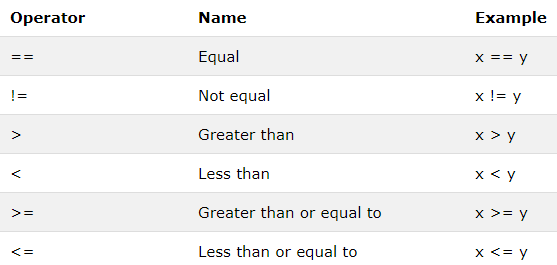 Operator Name Example
== Equal x == y
!= Not equal x != y
> Greater than x > y
< Less than x < y
>= Greater than or equal to x >= y
<= Less than or equal to x <= y